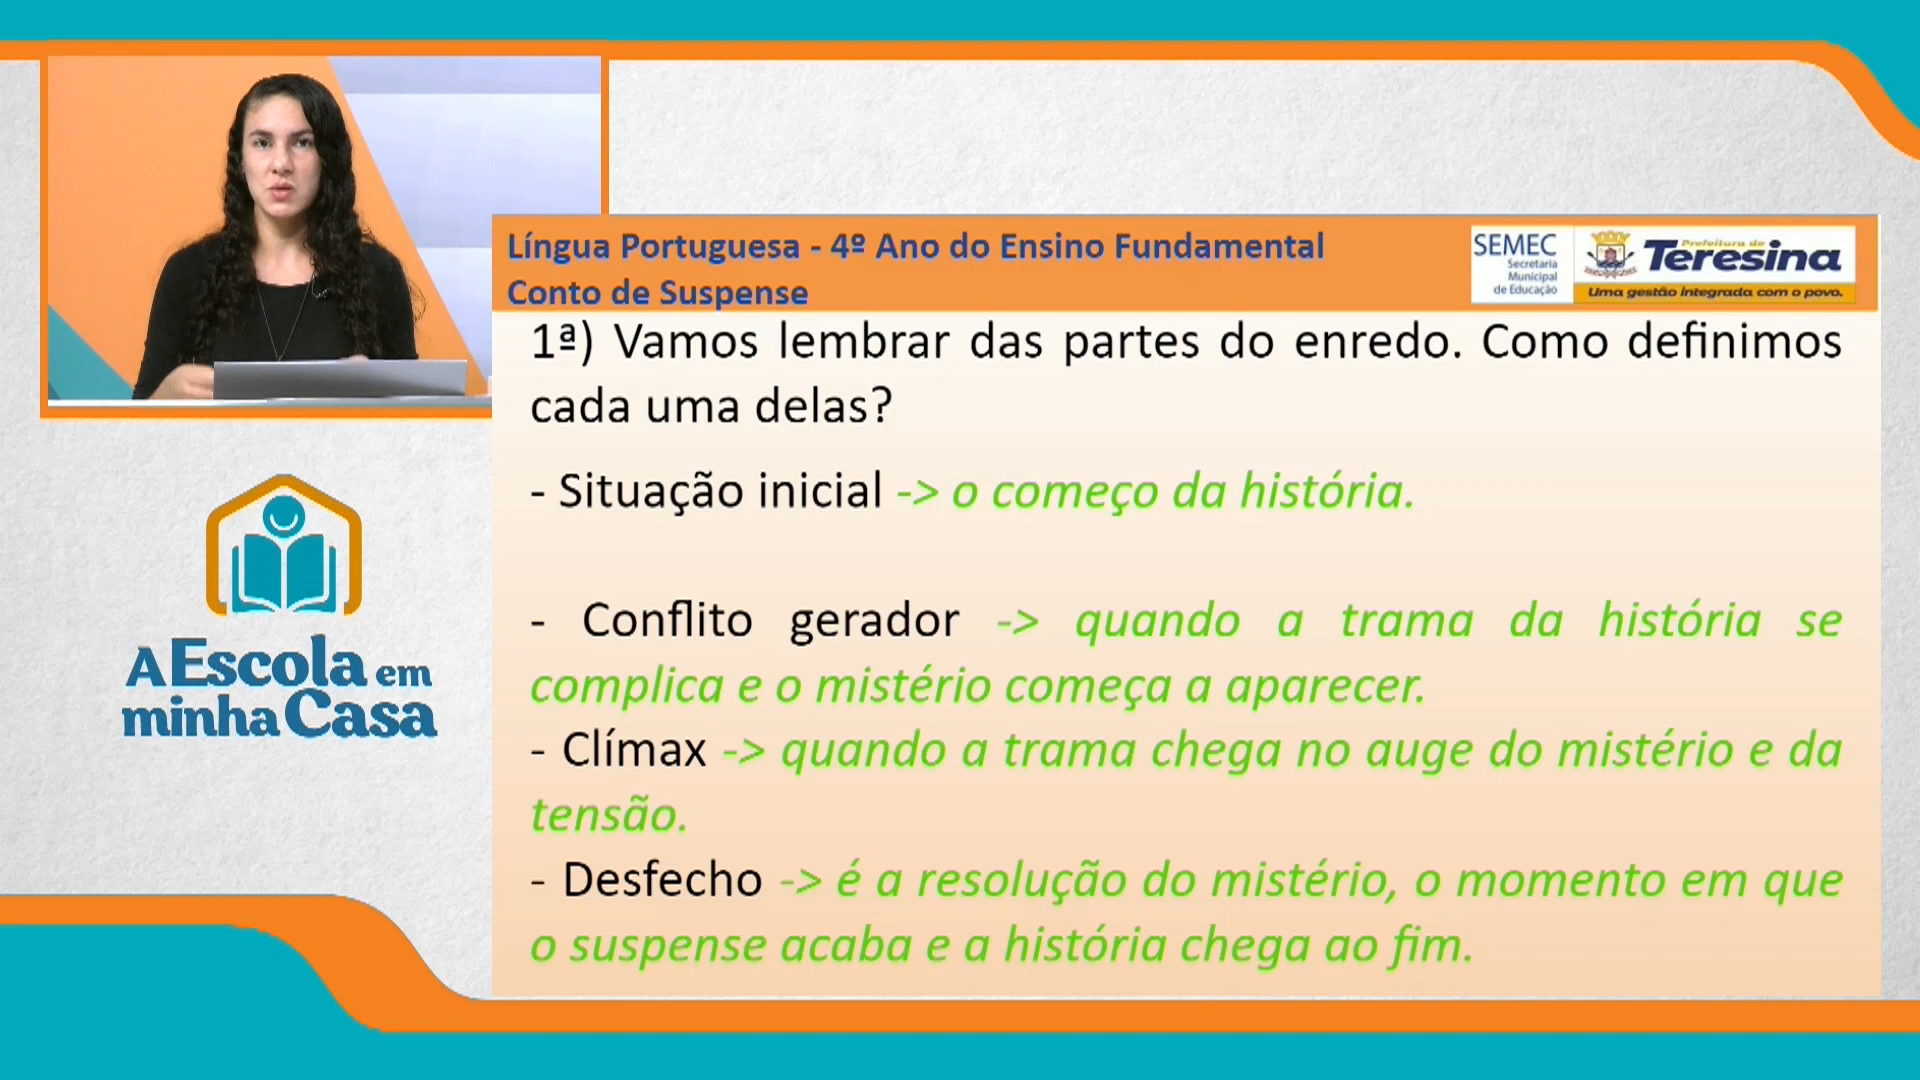 Língua Portuguesa - 4º Ano do Ensino Fundamental
Conto de Suspense
SEMEC
Secretaria
Municipal
de Educação
Prefeitura de
Teresina
Uma gestão integrada com o povo.
1ª) Vamos lembrar das partes do enredo. Como definimos
cada uma delas?
- Situação inicial -> o começo da história.
- Conflito gerador -> quando a trama da história se
complica e o mistério começa a aparecer.
- Clímax -> quando a trama chega no auge do mistério e da
tensão.
- Desfecho -> é a resolução do mistério, o momento em que
o suspense acaba e a história chega ao fim.
A Escola em
minha Casa